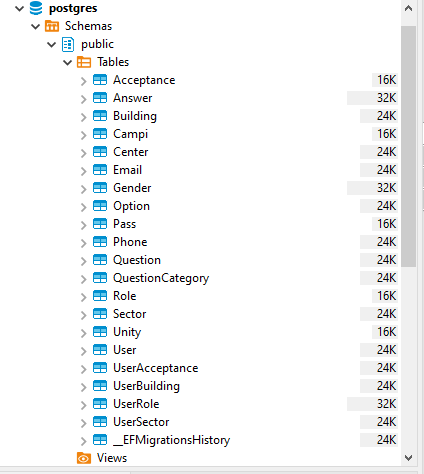 postgres
Schemas
public
Tables
Acceptance 16K
Answer 32K
Building 24K
Campi 16K
Center 24K
Email 24K
Gender 32K
Option 24K
Pass 16K
Phone 24K
Question 24K
QuestionCategory 24K
Role 16K
Sector 24K
Unity 16K
User 24K
UserAcceptance 24K
UserBuilding 24K
UserRole 32K
UserSector 24K
__EFMigrationsHistory 24K
Views